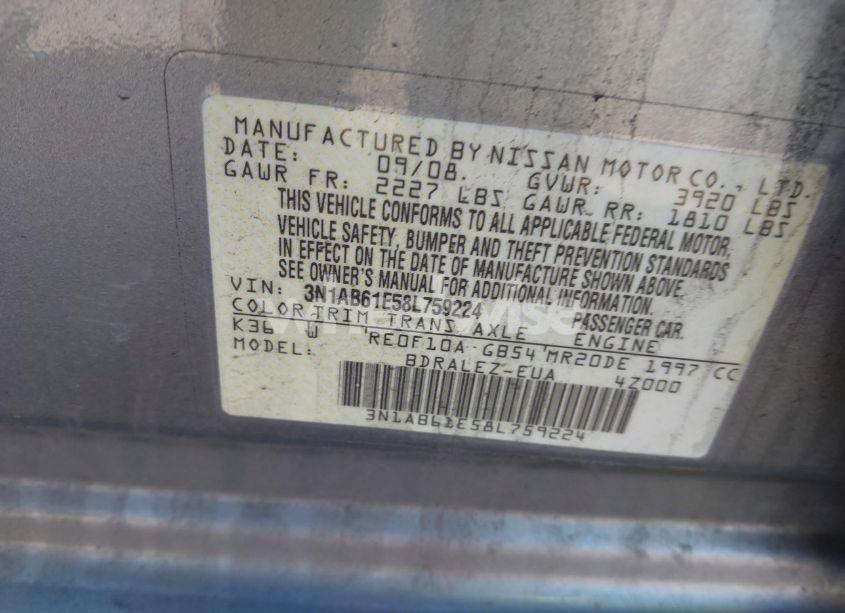 MANUFACTURED BY NISSAN MOTOR CO., LTD.
DATE: 09/08. GVWR: 3920 LBS
GAWR FR: 2227 LBS GAWR RR: 1810 LBS
THIS VEHICLE CONFORMS TO ALL APPLICABLE FEDERAL MOTOR
VEHICLE SAFETY, BUMPER AND THEFT PREVENTION STANDARDS
IN EFFECT ON THE DATE OF MANUFACTURE SHOWN ABOVE.
SEE OWNER'S MANUAL FOR ADDITIONAL INFORMATION
VIN: 3N1AB61E58L759224 PASSENGER CAR.
COLOR TRIM TRANS AXLE ENGINE
K36 W RE0F10A GB54 MR20DE 1997 CC
MODEL: BDRALEZ-EUA 4Z000
3N1AB61E58L759224